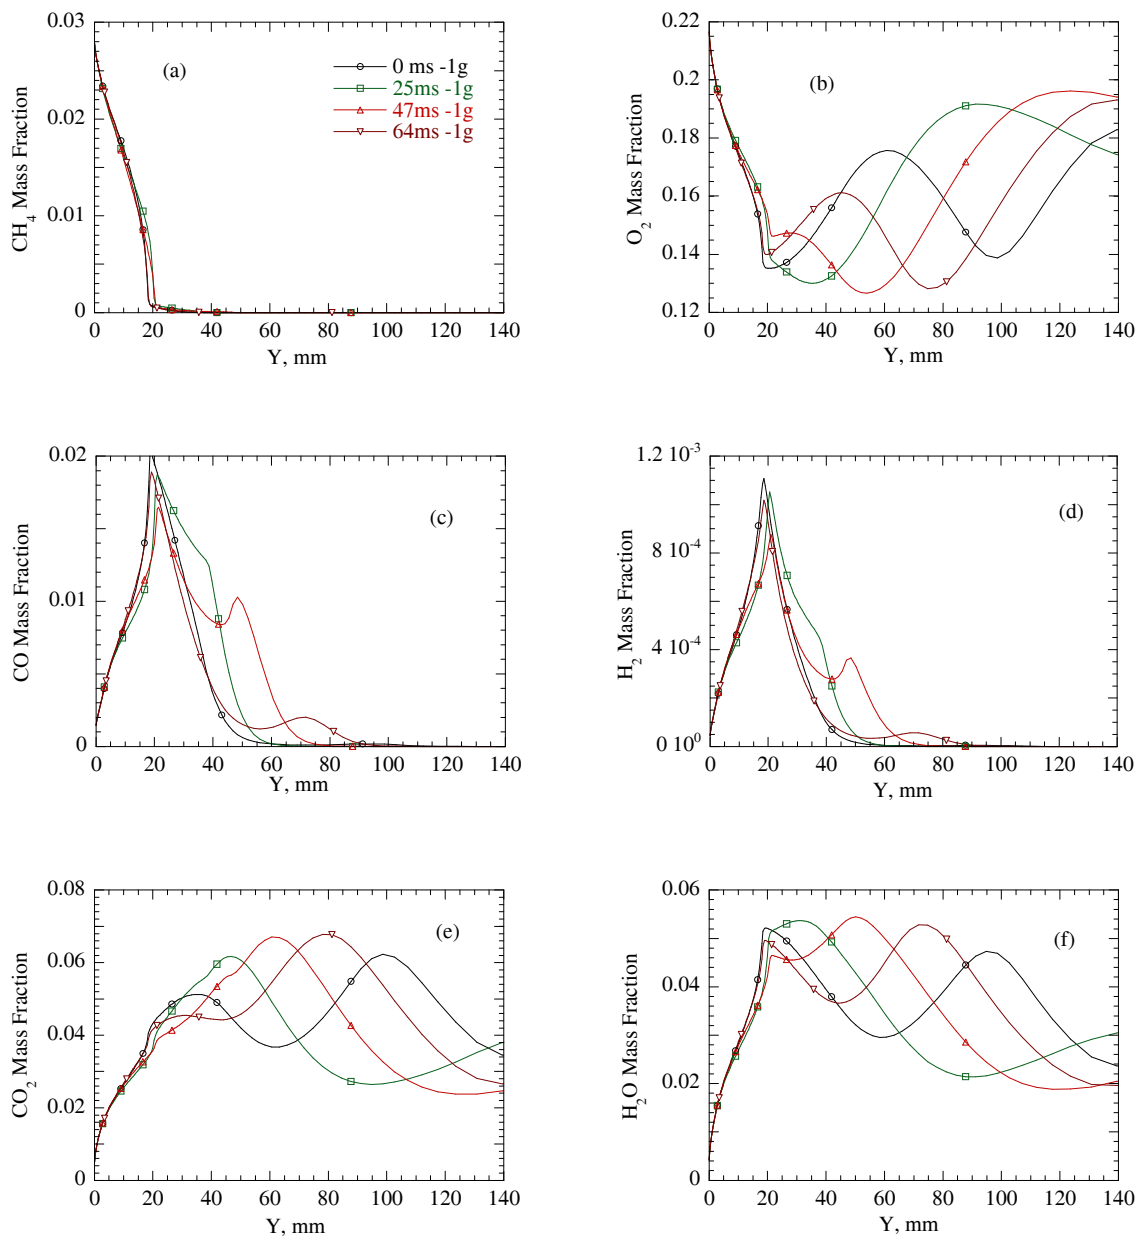 0.03
0.02
0.01
0
CH4 Mass Fraction
(a)
0 ms -1g
25ms -1g
47ms -1g
64ms -1g
0 20 40 60 80 100 120 140
Y, mm
0.22
0.2
0.18
0.16
0.14
0.12
O2 Mass Fraction
(b)
0 20 40 60 80 100 120 140
Y, mm
0.02
0.01
0
CO Mass Fraction
(c)
0 20 40 60 80 100 120 140
Y, mm
1.2 10-3
8 10-4
4 10-4
0 100
H2 Mass Fraction
(d)
0 20 40 60 80 100 120 140
Y, mm
0.08
0.06
0.04
0.02
0
CO2 Mass Fraction
(e)
0 20 40 60 80 100 120 140
Y, mm
0.06
0.04
0.02
0
H2O Mass Fraction
(f)
0 20 40 60 80 100 120 140
Y, mm